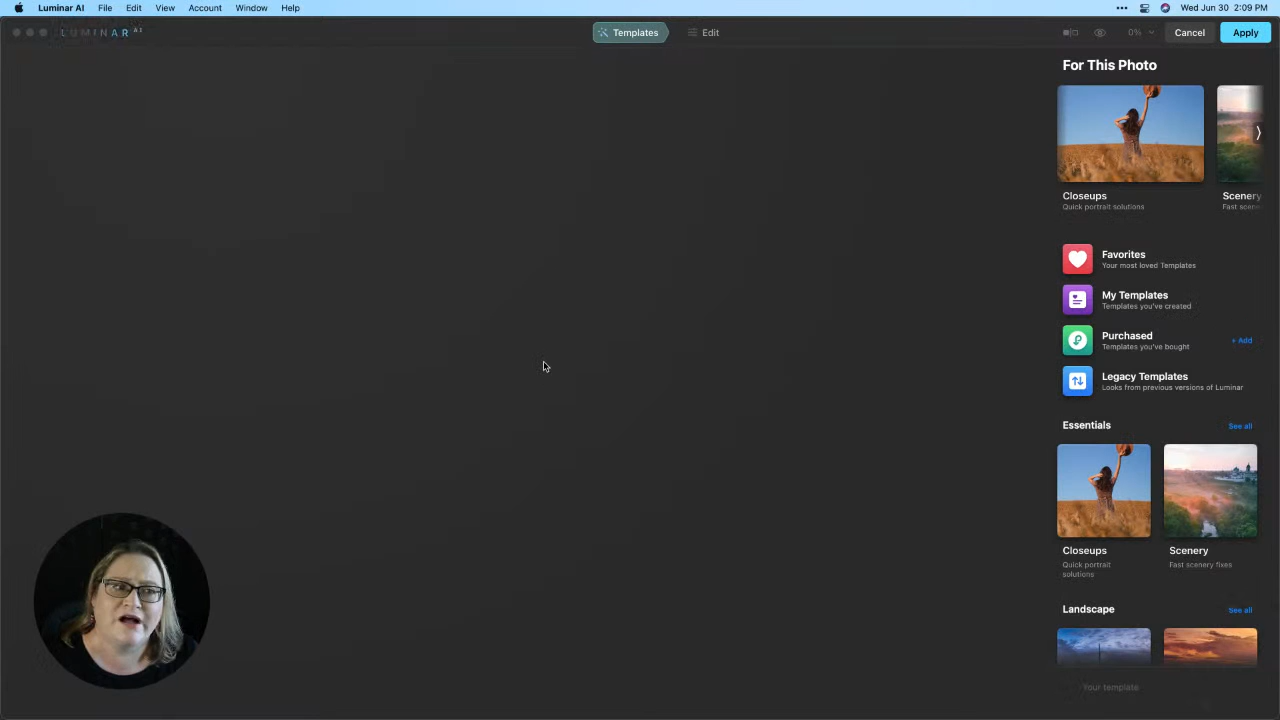 Luminar AI File Edit View Account Window Help
Wed Jun 30 2:09 PM
LUMINAR AI
Templates
Edit
0%
Cancel
Apply
For This Photo
Closeups
Quick portrait solutions
Scenery
Fast scene
Favorites
Your most loved Templates
My Templates
Templates you've created
Purchased
Templates you've bought
+ Add
Legacy Templates
Looks from previous versions of Luminar
Essentials
See all
Closeups
Quick portrait
solutions
Scenery
Fast scenery fixes
Landscape
See all
Your template